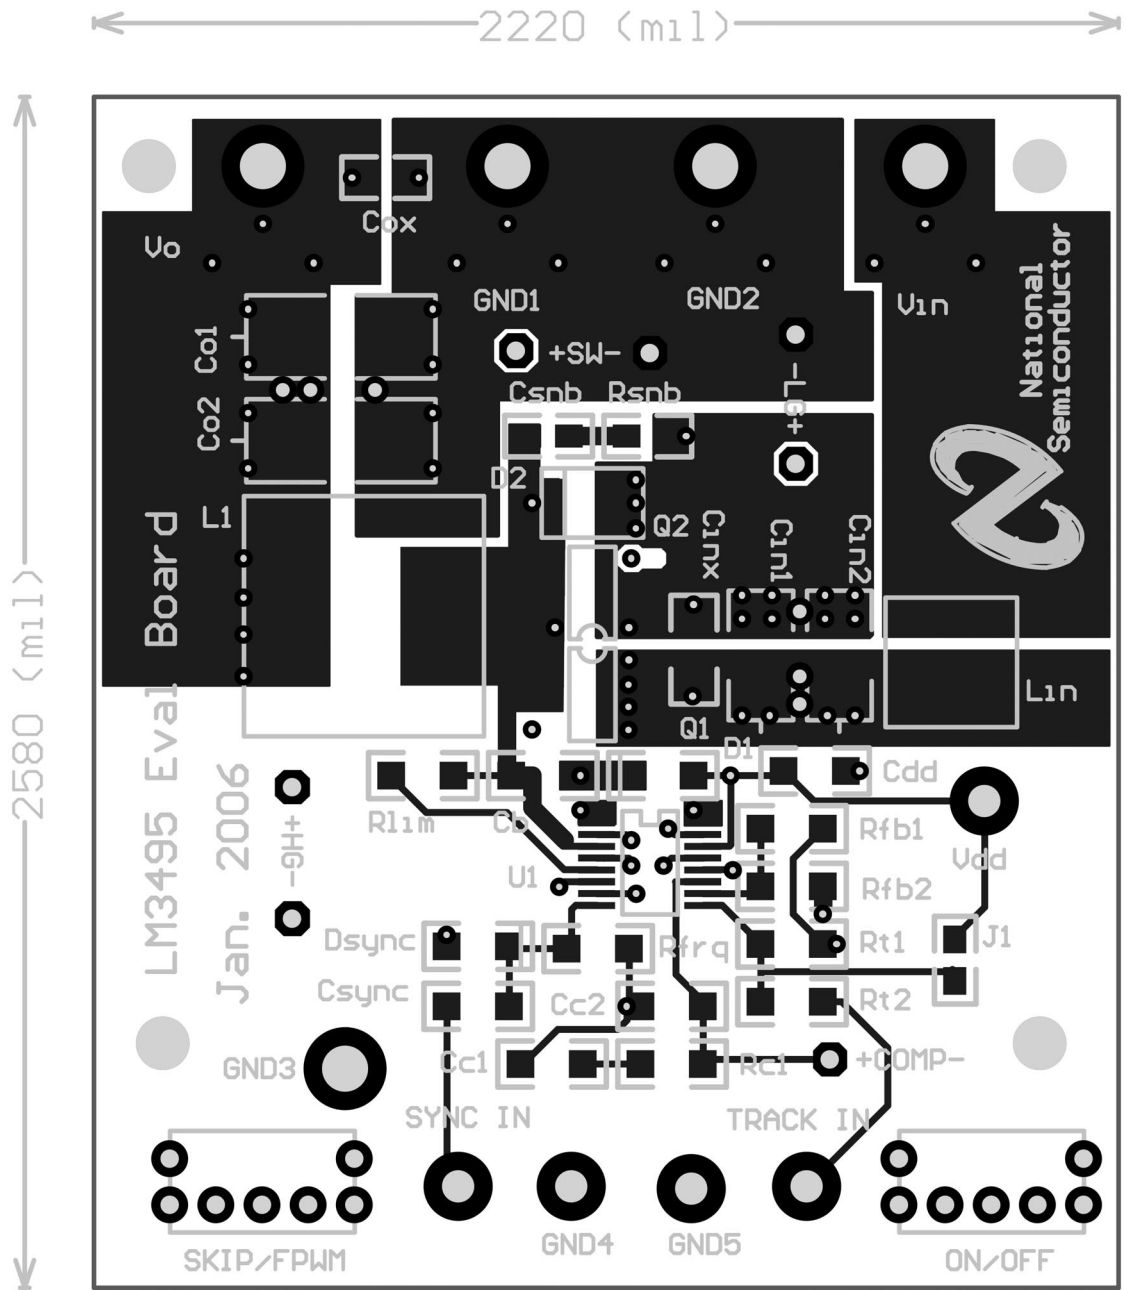 2220 (mil)
2580 (mil)
Cox
Vo
GND1
GND2
Vin
National
Semiconductor
Co1
+SW-
-LG+
Csnb
Rsnb
Co2
D2
L1
Q2
Cinx
Cin1
Cin2
Lin
Q1
D1
Cdd
LM3495 Eval Board
Jan. 2006
-HG+
Rlim
Cb
Rfb1
Vdd
U1
Rfb2
Dsync
Rfrq
Rt1
J1
Csync
Cc2
Rt2
GND3
Cc1
Rc1
+COMP-
SYNC IN
TRACK IN
GND4
GND5
SKIP/FPWM
ON/OFF